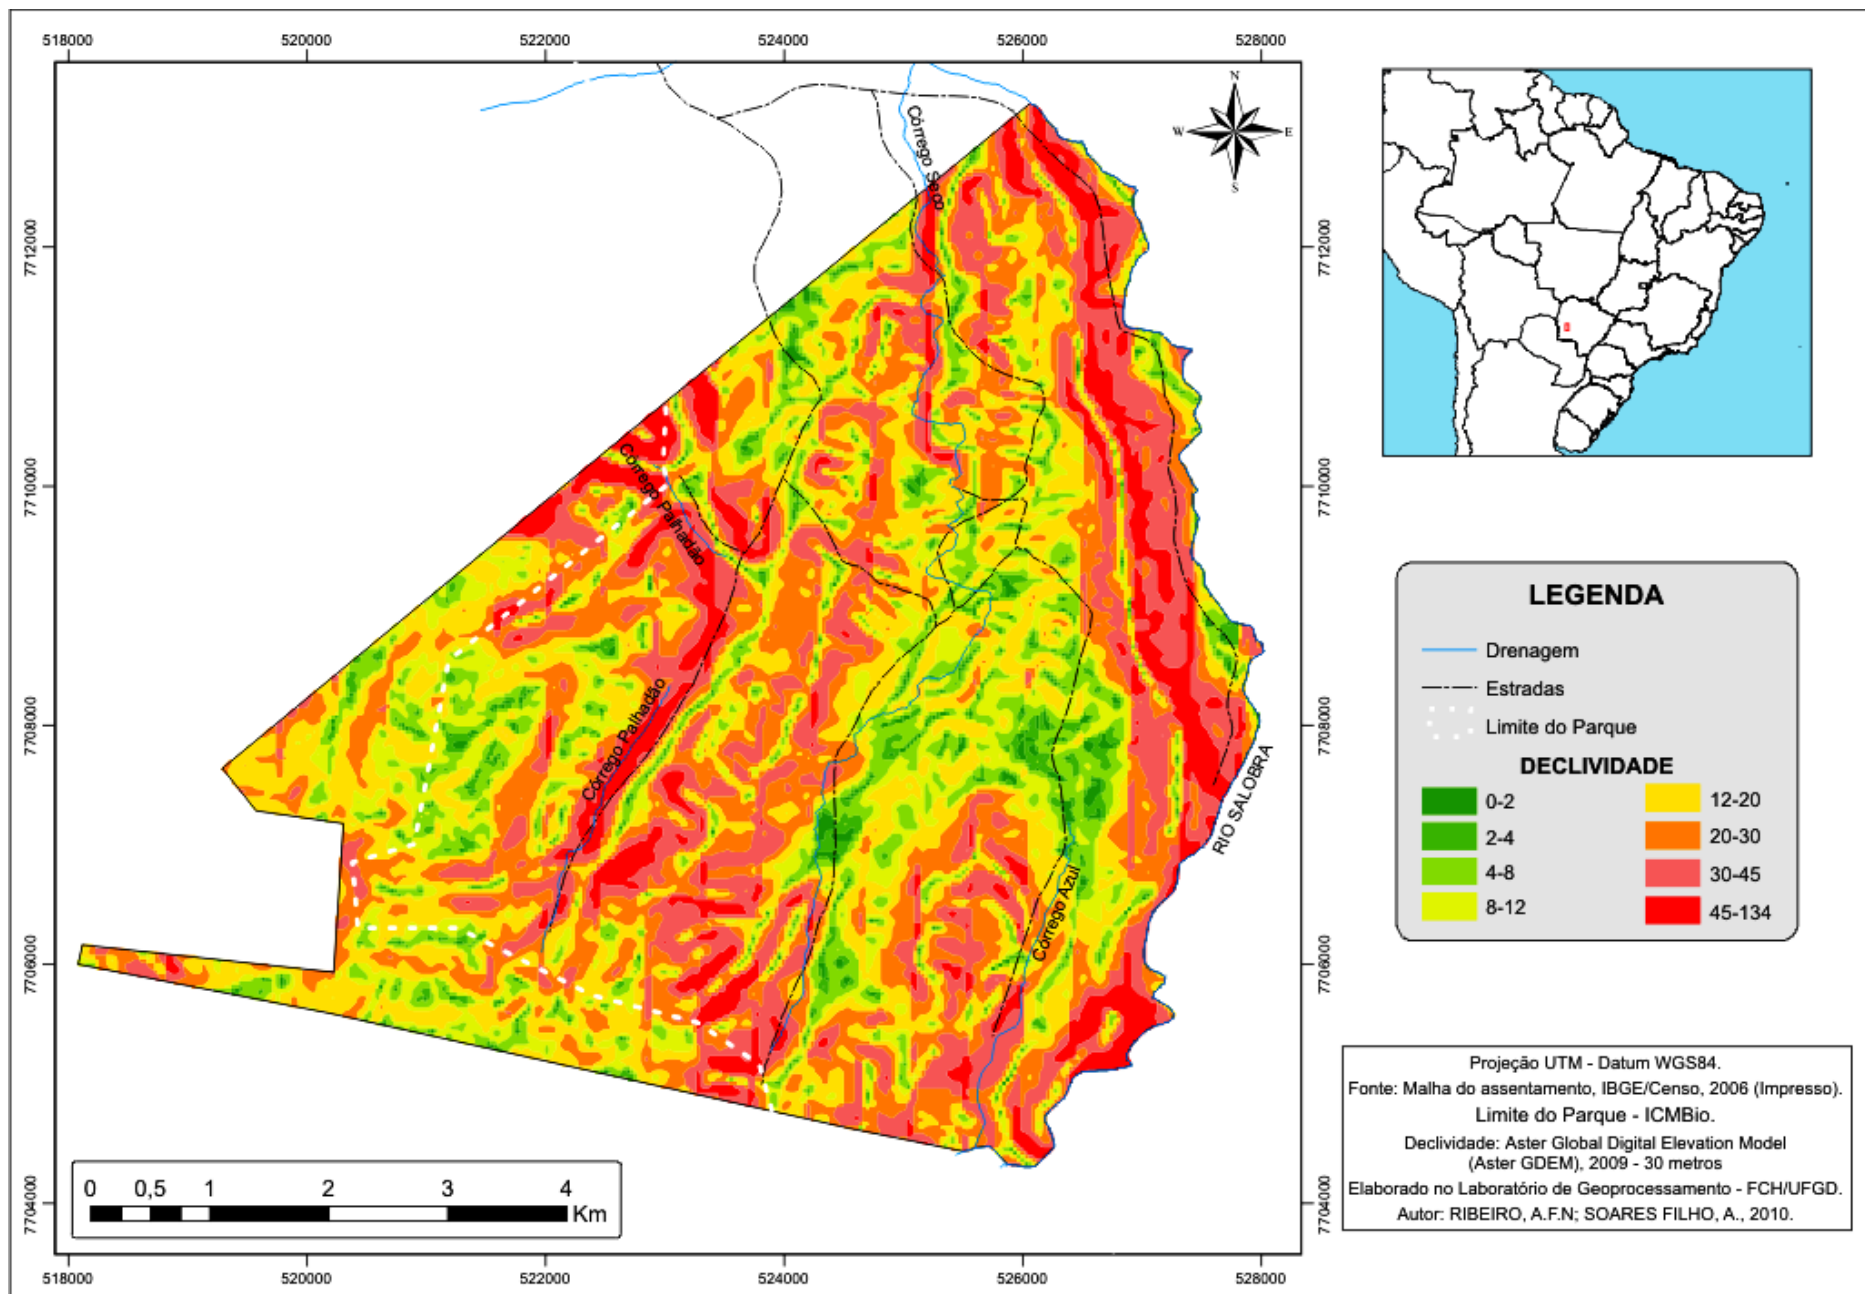 518000
520000
522000
524000
526000
528000
N
W
E
S
7712000
7712000
7710000
7710000
7708000
7708000
7706000
7706000
7704000
7704000
Córrego Seco
Córrego Palhadão
Córrego Palhadão
Córrego Azul
RIO SALOBRA
LEGENDA
Drenagem
Estradas
Limite do Parque
DECLIVIDADE
0-2
12-20
2-4
20-30
4-8
30-45
8-12
45-134
Projeção UTM - Datum WGS84.
Fonte: Malha do assentamento, IBGE/Censo, 2006 (Impresso).
Limite do Parque - ICMBio.
Declividade: Aster Global Digital Elevation Model
(Aster GDEM), 2009 - 30 metros
Elaborado no Laboratório de Geoprocessamento - FCH/UFGD.
Autor: RIBEIRO, A.F.N; SOARES FILHO, A., 2010.
0 0,5 1 2 3 4
Km
518000
520000
522000
524000
526000
528000